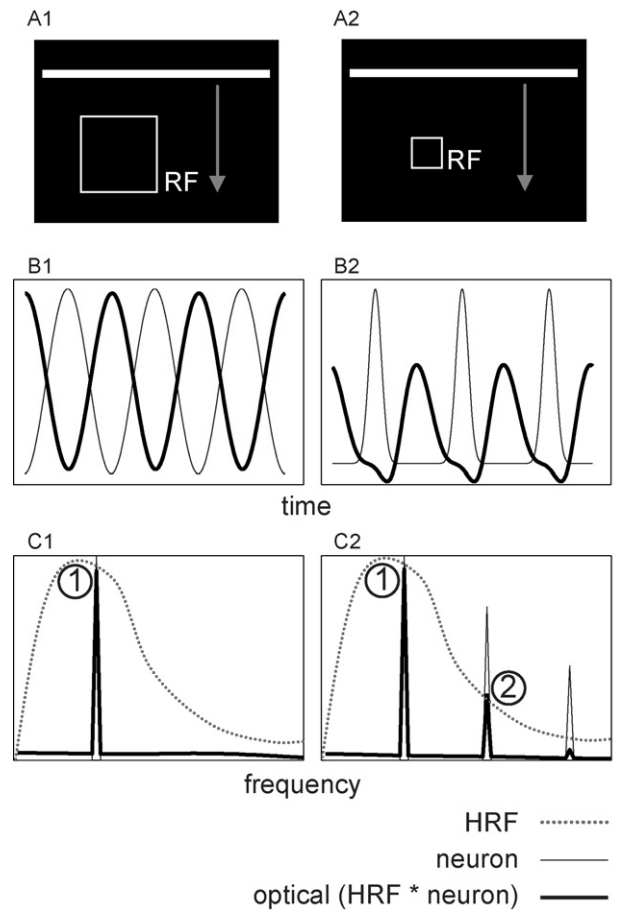 A1 A2
RF RF
B1 B2
time
C1 C2
1 1 2
frequency
HRF
neuron
optical (HRF * neuron)